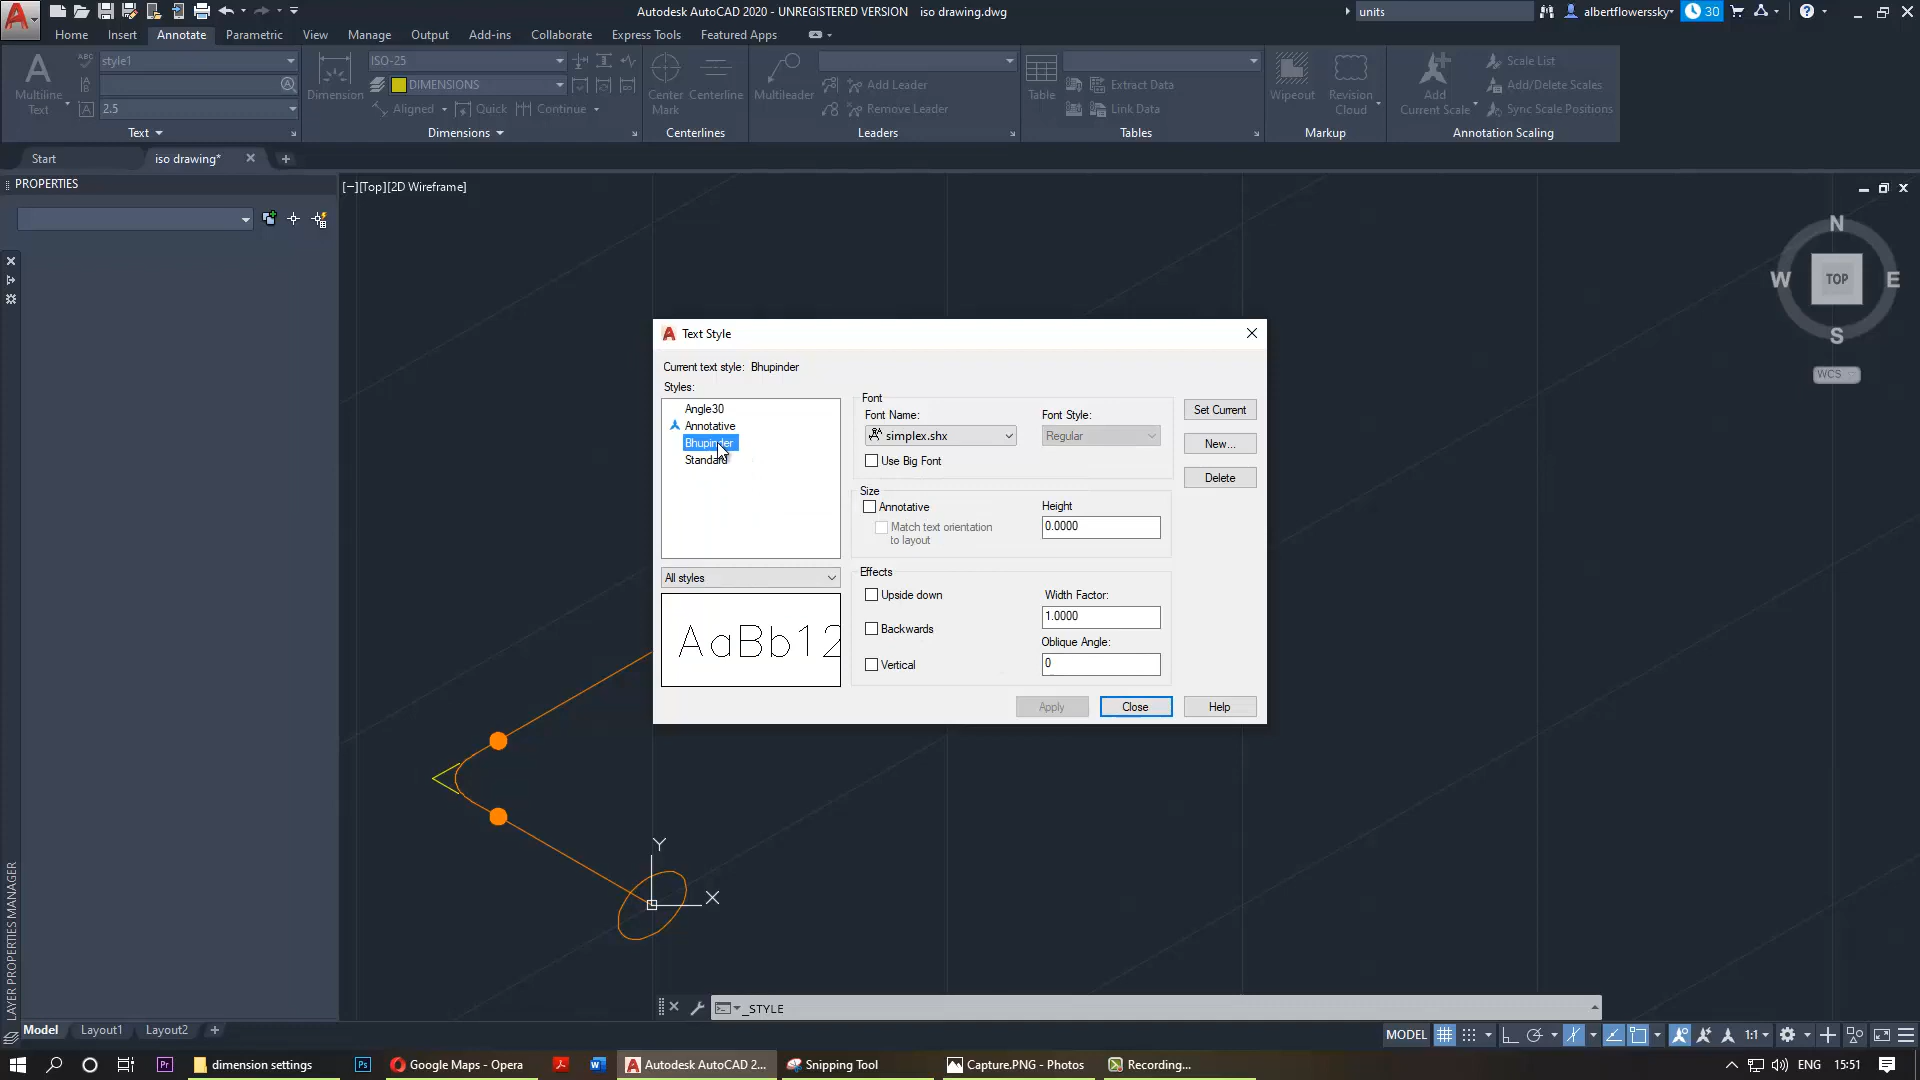 Autodesk AutoCAD 2020 - UNREGISTERED VERSION iso drawing.dwg
units
albertflowerssky
30
Home Insert Annotate Parametric View Manage Output Add-ins Collaborate Express Tools Featured Apps
Multiline Text
ABC
style1
2.5
Text
Dimension
ISO-25
DIMENSIONS
Aligned Quick Continue
Dimensions
Center Mark
Centerline
Centerlines
Multileader
Add Leader
Remove Leader
Leaders
Table
Extract Data
Link Data
Tables
Wipeout
Revision Cloud
Markup
Add Current Scale
Scale List
Add/Delete Scales
Sync Scale Positions
Annotation Scaling
Start
iso drawing*
PROPERTIES
[−][Top][2D Wireframe]
N
W TOP E
S
WCS
Text Style
Current text style: Bhupinder
Styles:
Angle30
Annotative
Bhupinder
Standard
All styles
AaBb12
Font
Font Name:
simplex.shx
Font Style:
Regular
Use Big Font
Size
Annotative
Match text orientation
to layout
Height
0.0000
Effects
Upside down
Backwards
Vertical
Width Factor:
1.0000
Oblique Angle:
0
Set Current
New...
Delete
Apply
Close
Help
Y
X
LAYER PROPERTIES MANAGER
_STYLE
Model Layout1 Layout2
MODEL
1:1
dimension settings
Google Maps - Opera
Autodesk AutoCAD 2...
Snipping Tool
Capture.PNG - Photos
Recording...
ENG
15:51